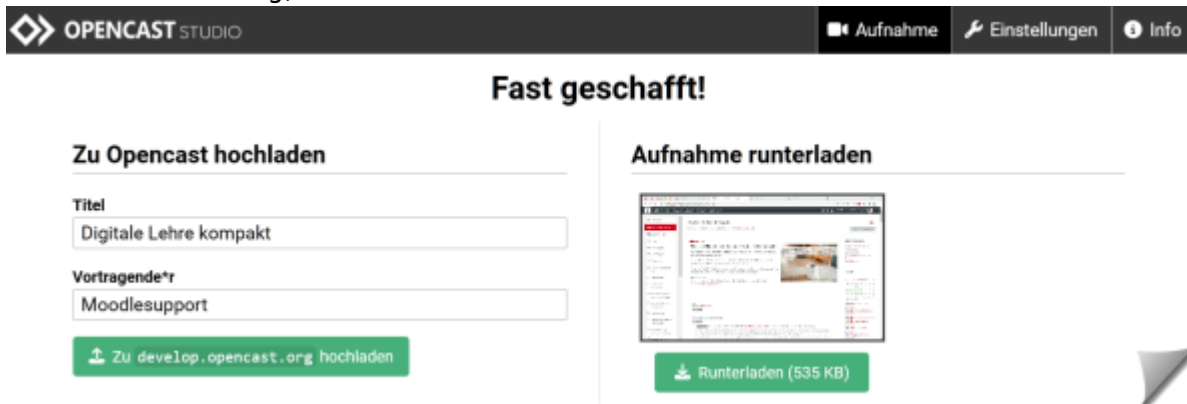 OPENCAST STUDIO
Aufnahme
Einstellungen
Info
Fast geschafft!
Zu Opencast hochladen
Titel
Digitale Lehre kompakt
Vortragende*r
Moodlesupport
Zu develop.opencast.org hochladen
Aufnahme runterladen
Runterladen (535 KB)